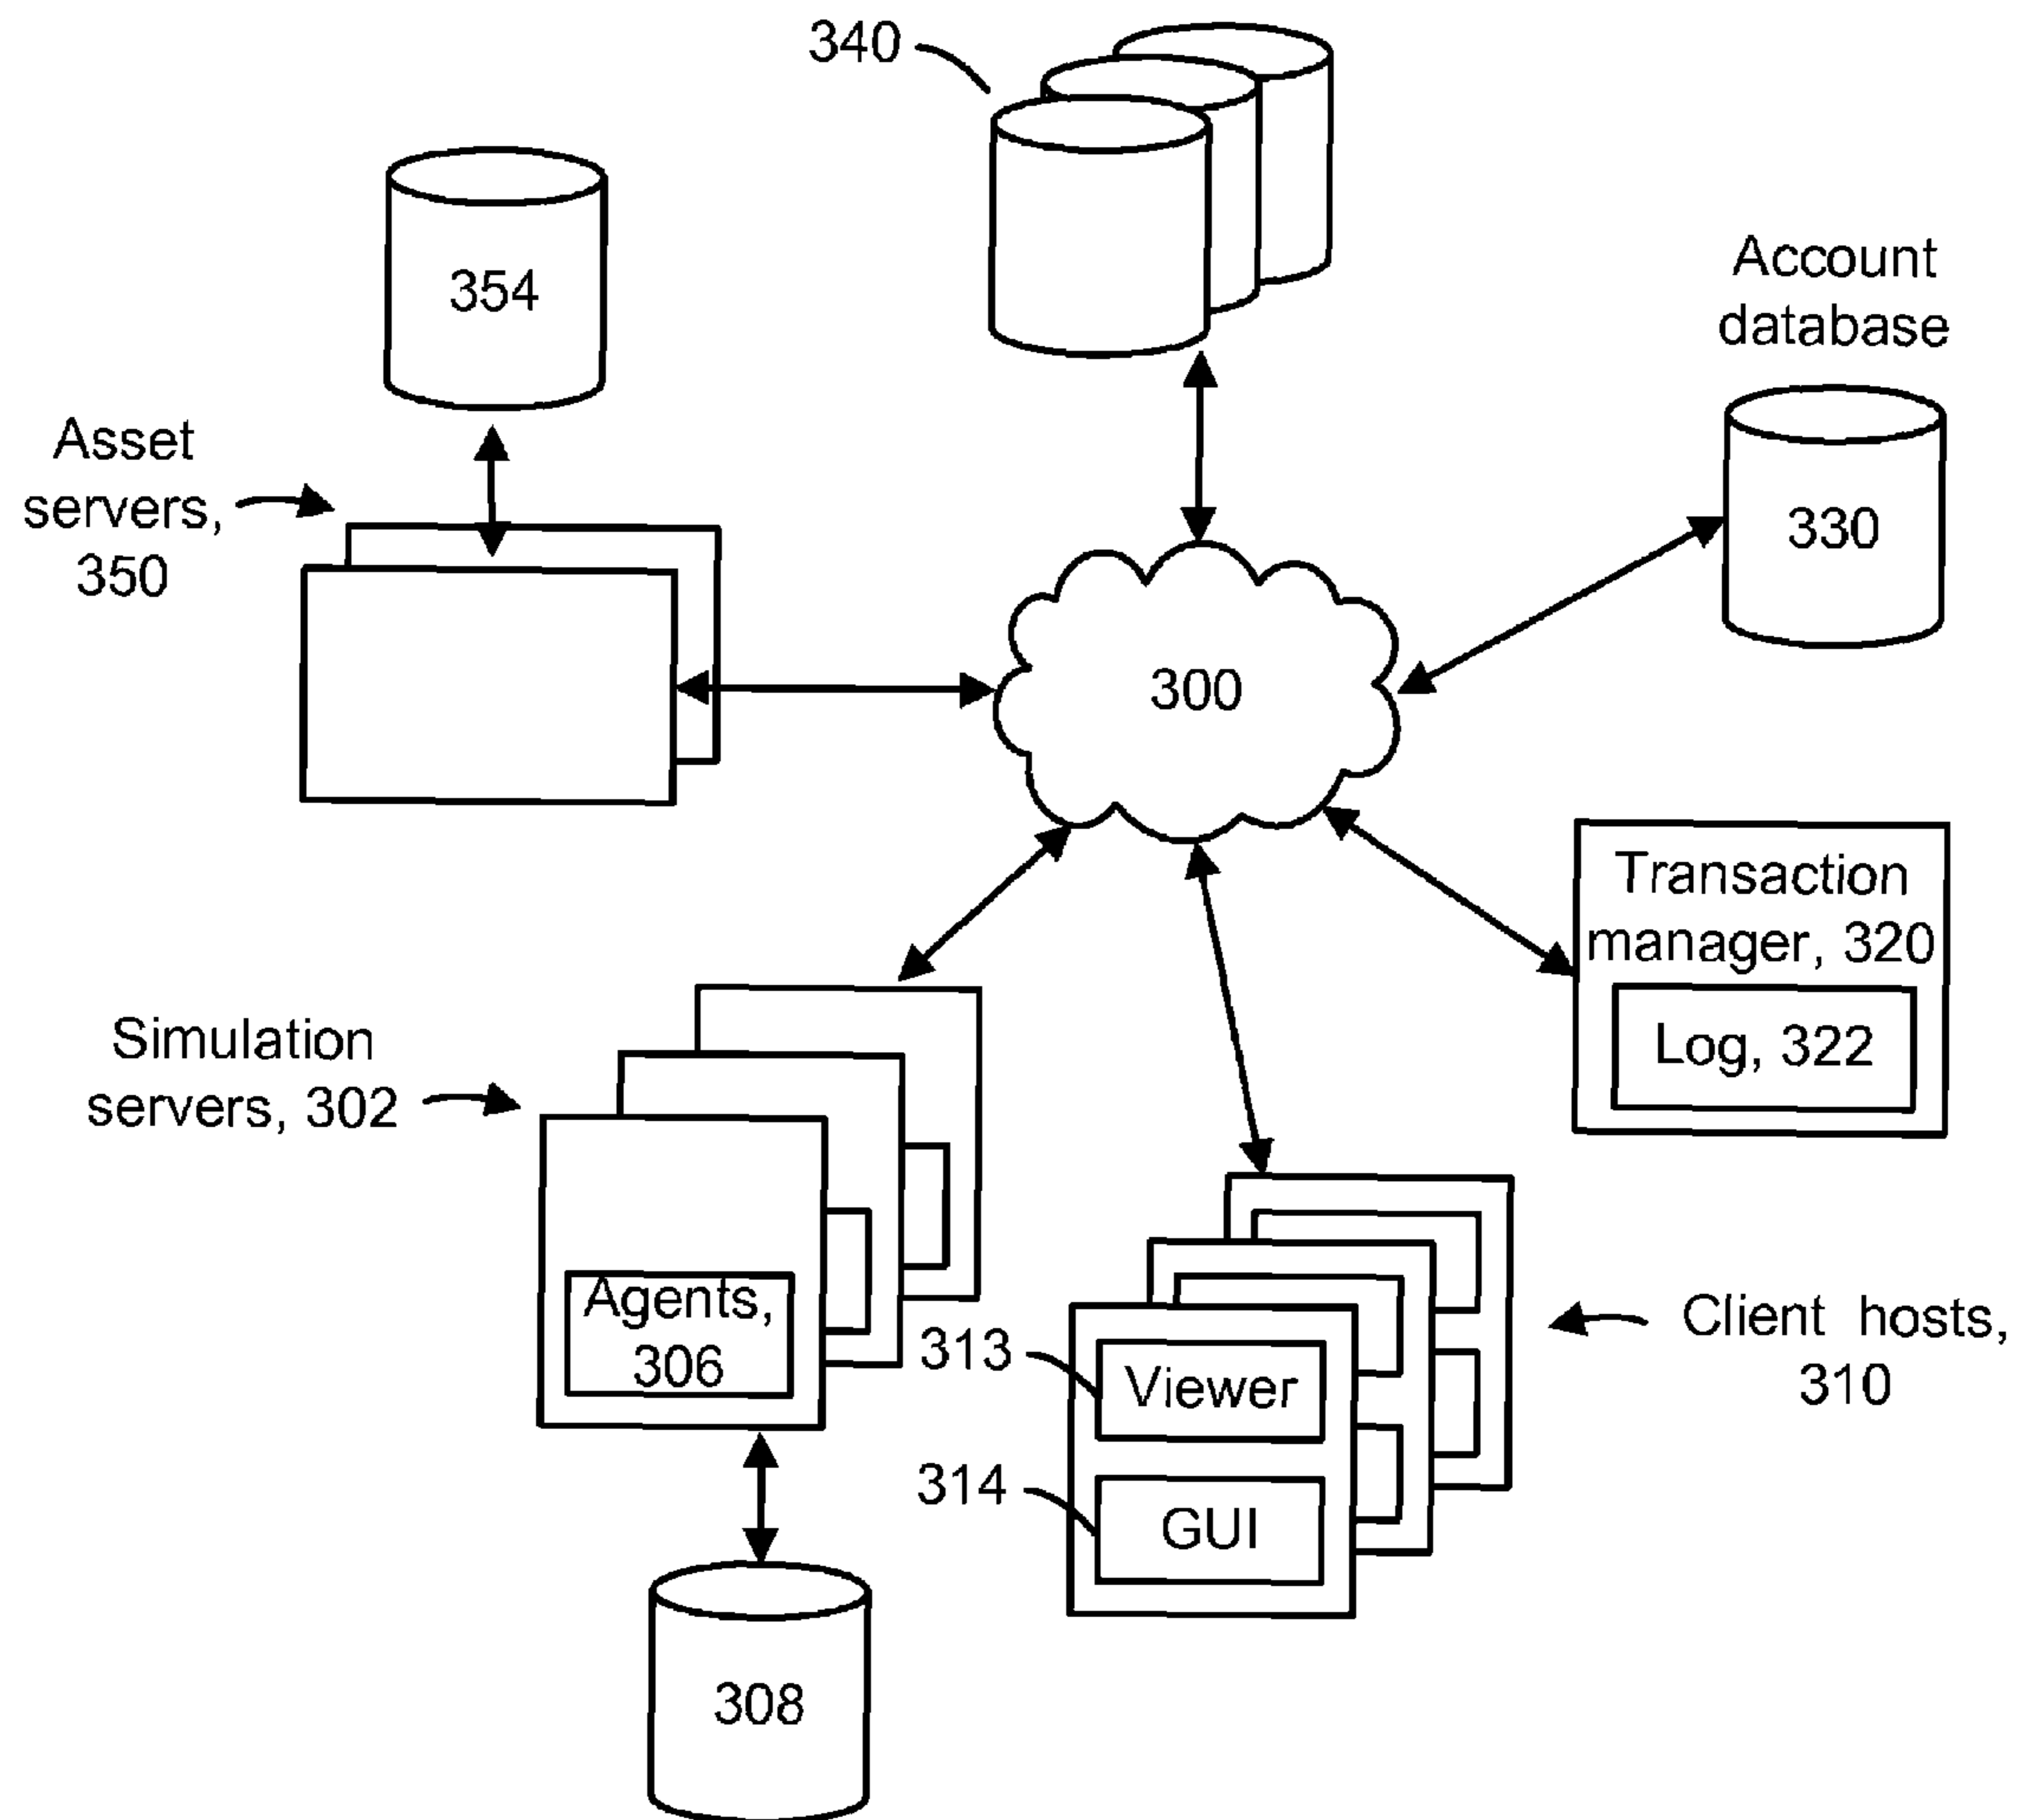 340
354
Account
database
330
Asset
servers,
350
300
Transaction
manager, 320
Log, 322
Simulation
servers, 302
Agents,
306
313
Viewer
314
GUI
Client hosts,
310
308